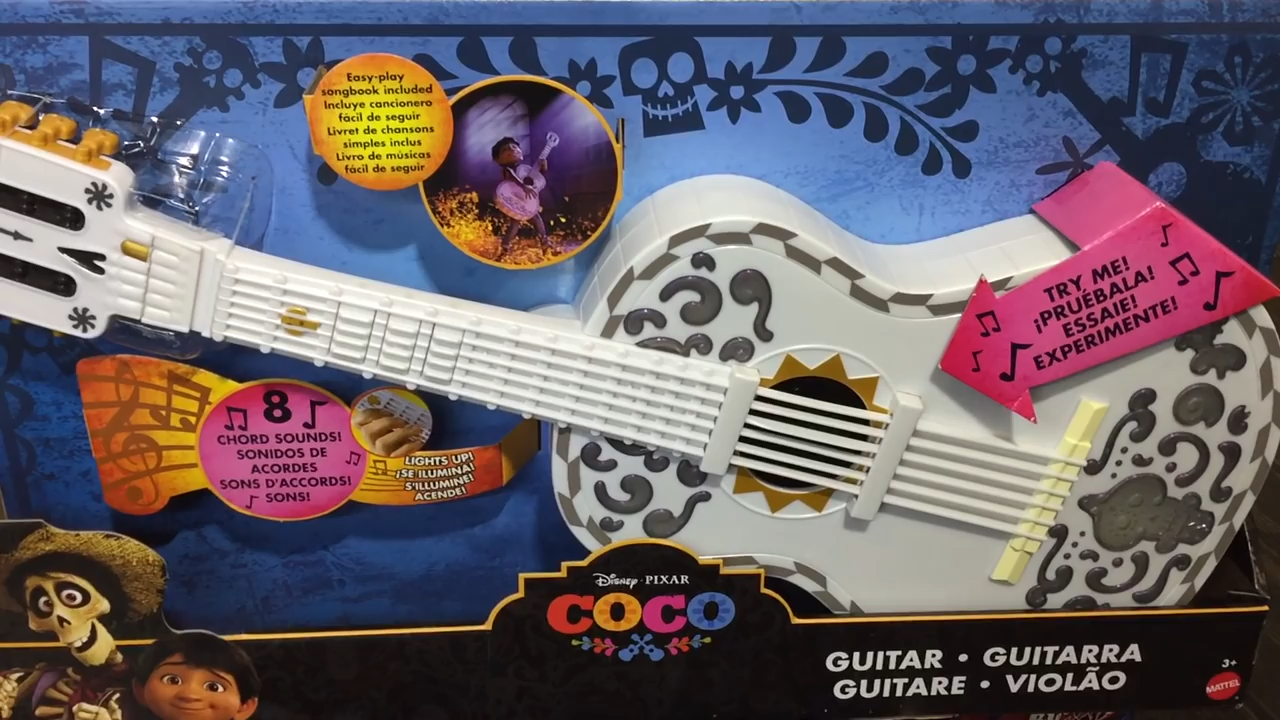 Easy-play
songbook included
Incluye cancionero
fácil de seguir
Livret de chansons
simples inclus
Livro de músicas
fácil de seguir
TRY ME!
¡PRUÉBALA!
ESSAIE!
EXPERIMENTE!
8
CHORD SOUNDS!
SONIDOS DE
ACORDES
SONS D'ACCORDS!
SONS!
LIGHTS UP!
¡SE ILUMINA!
S'ILLUMINE!
ACENDE!
Disney • PIXAR
COCO
GUITAR • GUITARRA
GUITARE • VIOLÃO
3+
MATTEL